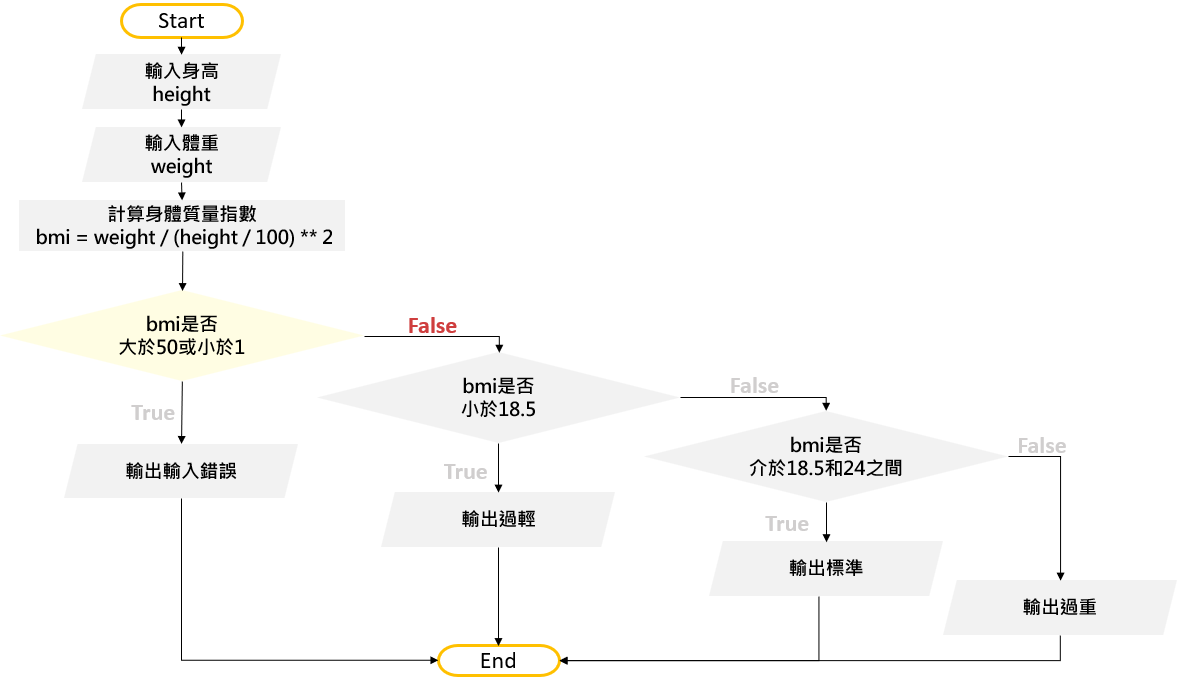 Start
輸入身高
height
輸入體重
weight
計算身體質量指數
bmi = weight / (height / 100) ** 2
bmi是否
大於50或小於1
False
True
輸出輸入錯誤
bmi是否
小於18.5
False
True
輸出過輕
bmi是否
介於18.5和24之間
False
True
輸出標準
輸出過重
End